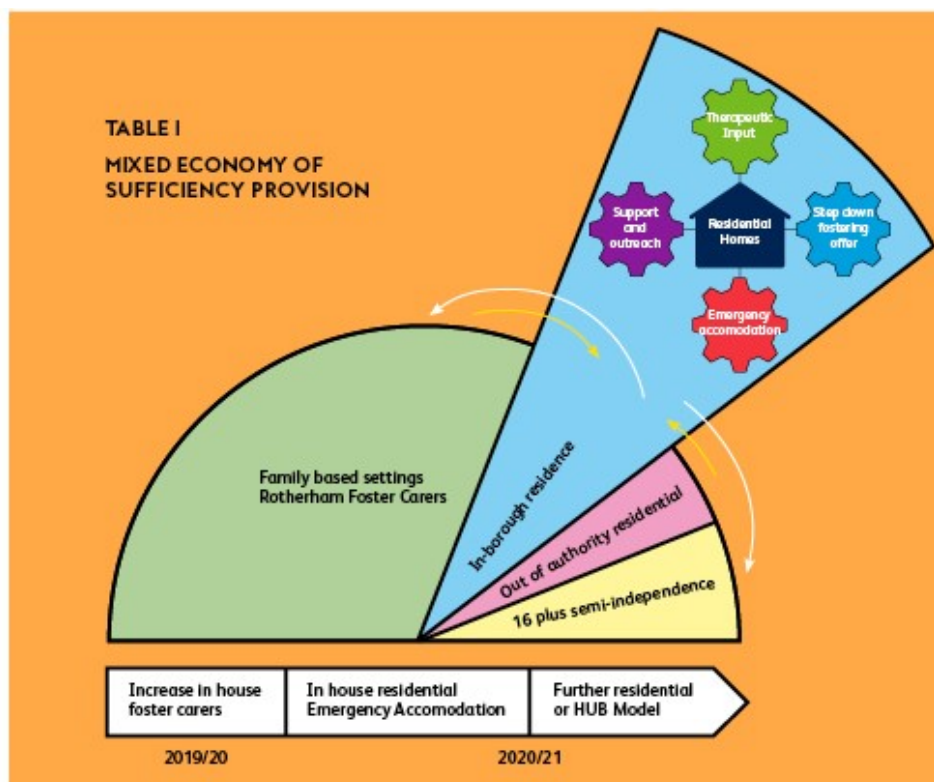 TABLE 1
MIXED ECONOMY OF
SUFFICIENCY PROVISION
Therapeutic
Input
Support
and
outreach
Residential
Homes
Step down
fostering
offer
Emergency
accomodation
Family based settings
Rotherham Foster Carers
In-borough residence
Out of authority residential
16 plus semi-independence
Increase in house
foster carers
In house residential
Emergency Accomodation
Further residential
or HUB Model
2019/20
2020/21